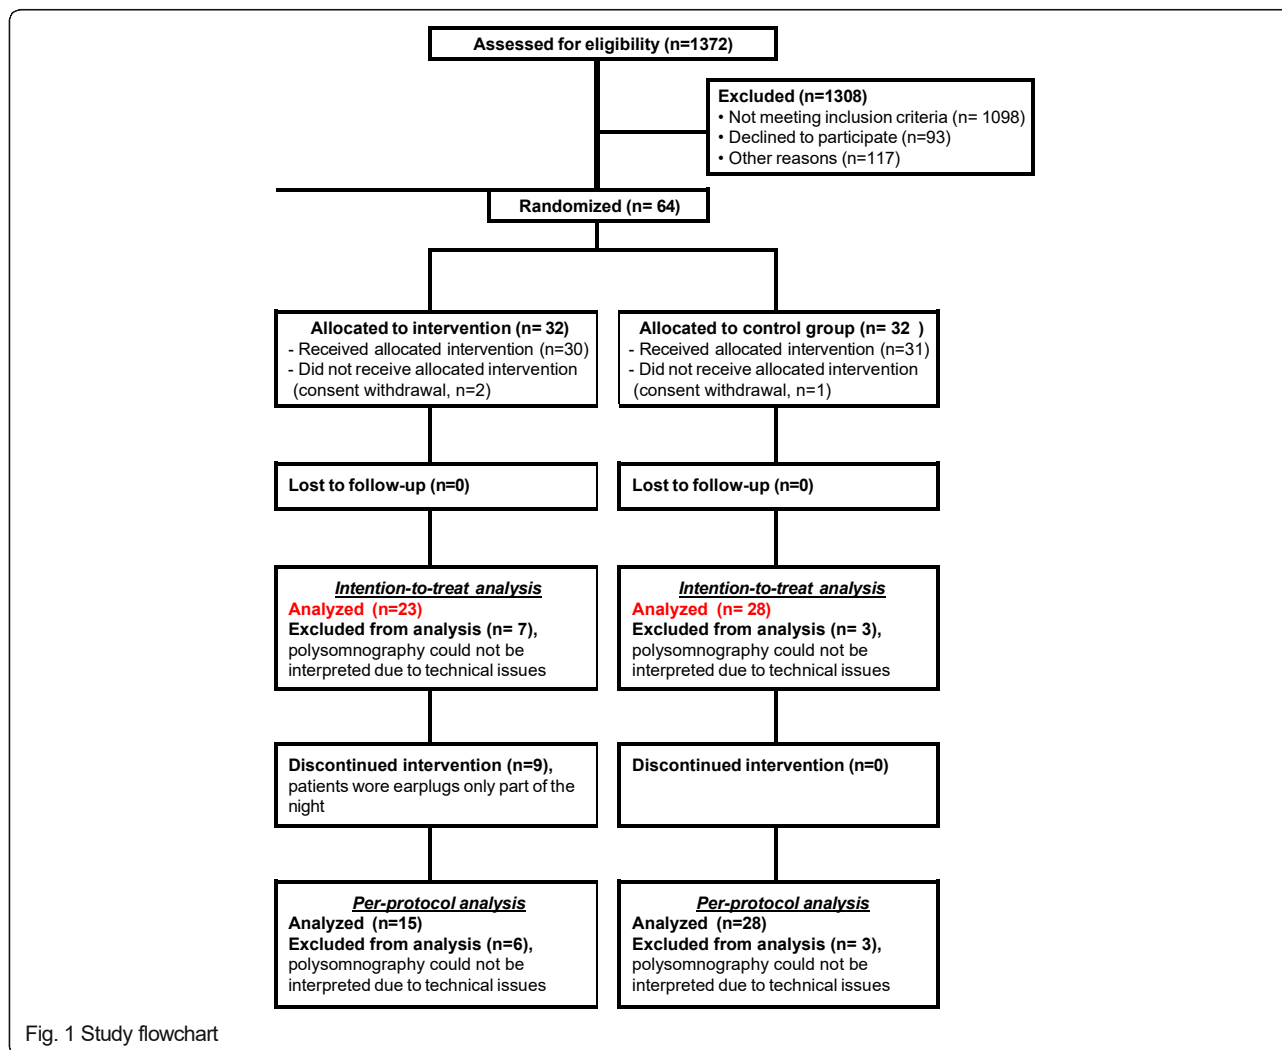 Assessed for eligibility (n=1372)
Excluded (n=1308)
• Not meeting inclusion criteria (n= 1098)
• Declined to participate (n=93)
• Other reasons (n=117)
Randomized (n= 64)
Allocated to intervention (n= 32)
- Received allocated intervention (n=30)
- Did not receive allocated intervention
(consent withdrawal, n=2)
Allocated to control group (n= 32 )
- Received allocated intervention (n=31)
- Did not receive allocated intervention
(consent withdrawal, n=1)
Lost to follow-up (n=0)
Lost to follow-up (n=0)
Intention-to-treat analysis
Analyzed (n=23)
Excluded from analysis (n= 7),
polysomnography could not be
interpreted due to technical issues
Intention-to-treat analysis
Analyzed (n= 28)
Excluded from analysis (n= 3),
polysomnography could not be
interpreted due to technical issues
Discontinued intervention (n=9),
patients wore earplugs only part of the
night
Discontinued intervention (n=0)
Per-protocol analysis
Analyzed (n=15)
Excluded from analysis (n=6),
polysomnography could not be
interpreted due to technical issues
Per-protocol analysis
Analyzed (n=28)
Excluded from analysis (n= 3),
polysomnography could not be
interpreted due to technical issues
Fig. 1 Study flowchart